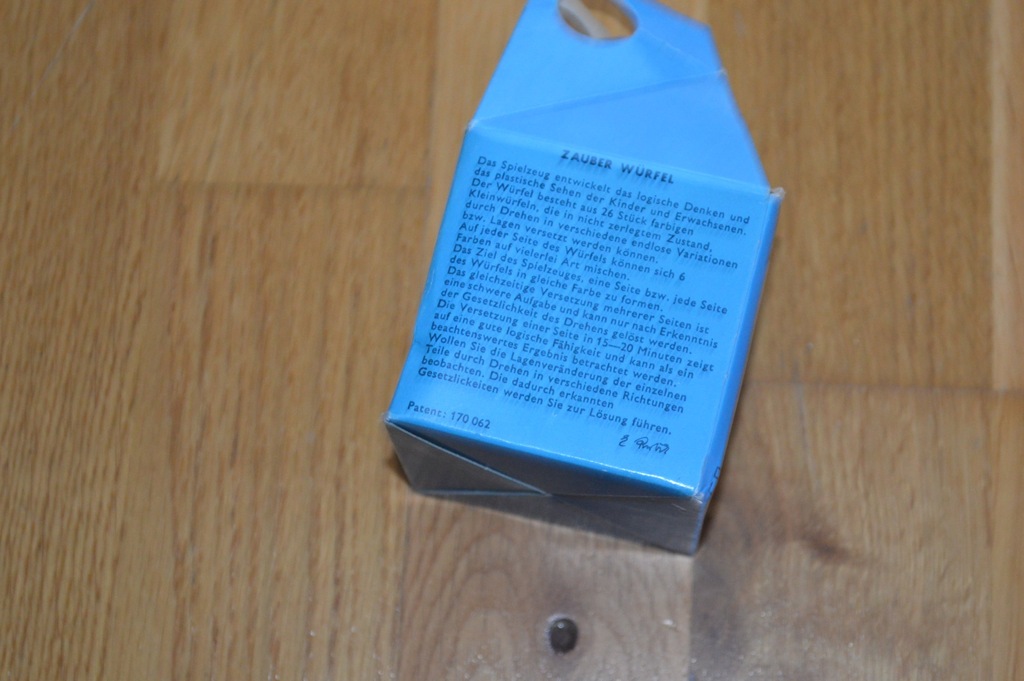 ZAUBER WÜRFEL
Das Spielzeug entwickelt das logische Denken und
das plastische Sehen der Kinder und Erwachsenen.
Der Würfel besteht aus 26 Stück farbigen
Kleinwürfeln, die in nicht zerlegtem Zustand,
durch Drehen in verschiedene endlose Variationen
bzw. Lagen versetzt werden können.
Auf jeder Seite des Würfels können sich 6
Farben auf vielerlei Art mischen.
Das Ziel des Spielzeuges, eine Seite bzw. jede Seite
des Würfels in gleiche Farbe zu formen.
Das gleichzeitige Versetzung mehrerer Seiten ist
eine schwere Aufgabe und kann nur nach Erkenntnis
der Gesetzlichkeit des Drehens gelöst werden.
Die Versetzung einer Seite in 15—20 Minuten zeigt
auf eine gute logische Fähigkeit und kann als ein
beachtenswertes Ergebnis betrachtet werden.
Wollen Sie die Lagenveränderung der einzelnen
Teile durch Drehen in verschiedene Richtungen
beobachten. Die dadurch erkannten
Gesetzlickeiten werden Sie zur Lösung führen.
Patent: 170 062